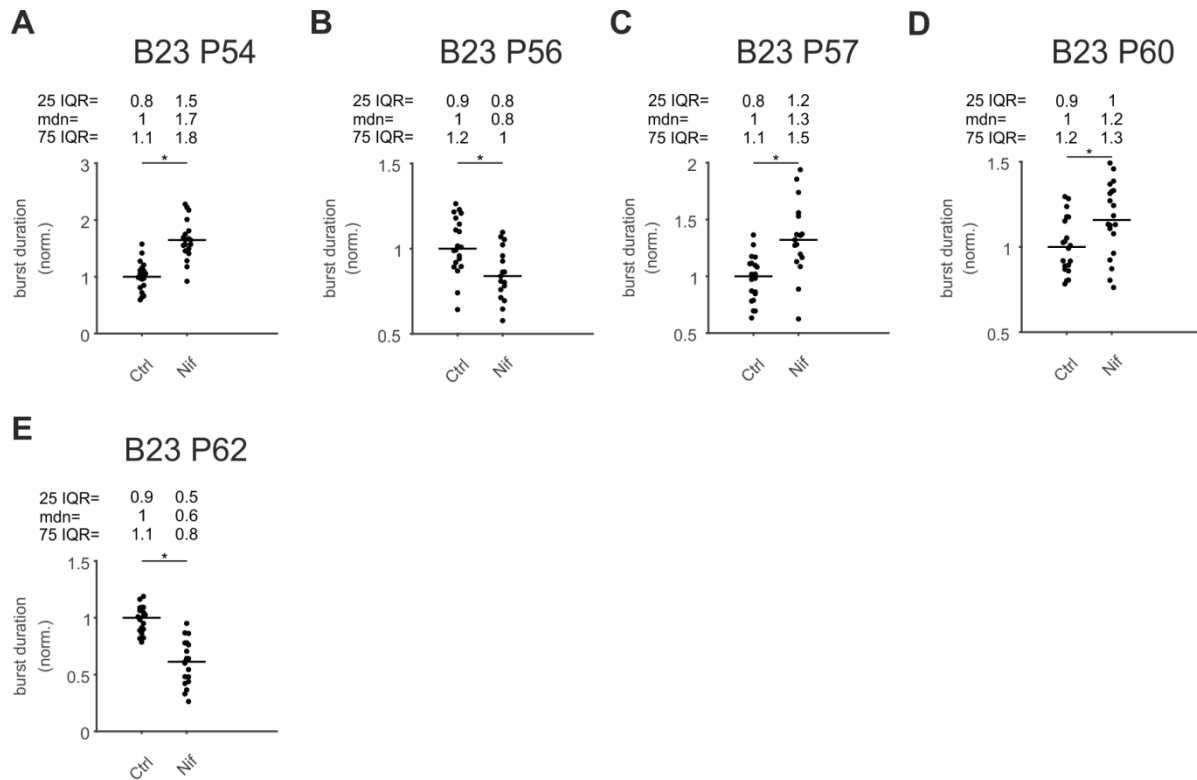 A
B23 P54
25 IQR= 0.8 1.5
mdn= 1 1.7
75 IQR= 1.1 1.8
*
3
2
1
0
burst duration
(norm.)
Ctrl Nif
B
B23 P56
25 IQR= 0.9 0.8
mdn= 1 0.8
75 IQR= 1.2 1
*
1.5
1
0.5
burst duration
(norm.)
Ctrl Nif
C
B23 P57
25 IQR= 0.8 1.2
mdn= 1 1.3
75 IQR= 1.1 1.5
*
2
1.5
1
0.5
burst duration
(norm.)
Ctrl Nif
D
B23 P60
25 IQR= 0.9 1
mdn= 1 1.2
75 IQR= 1.2 1.3
*
1.5
1
0.5
burst duration
(norm.)
Ctrl Nif
E
B23 P62
25 IQR= 0.9 0.5
mdn= 1 0.6
75 IQR= 1.1 0.8
*
1.5
1
0.5
0
burst duration
(norm.)
Ctrl Nif